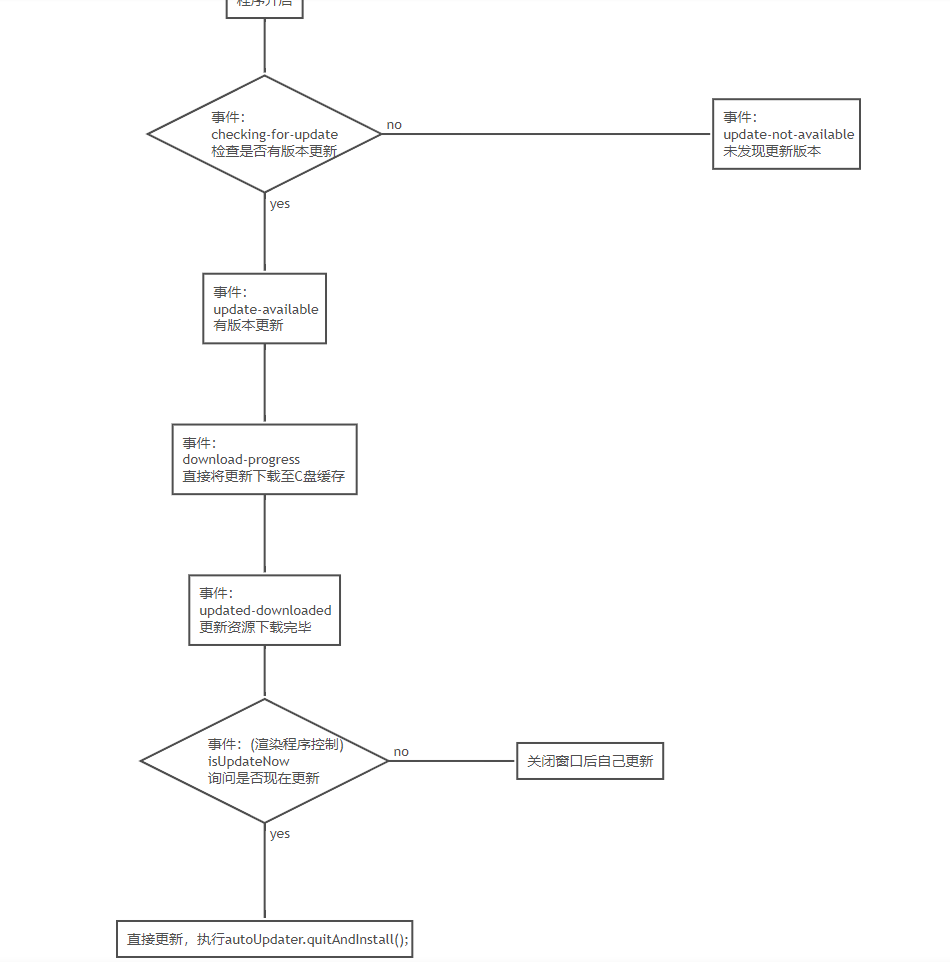 程序开启
事件：
checking-for-update
检查是否有版本更新
no
事件：
update-not-available
未发现更新版本
yes
事件：
update-available
有版本更新
事件：
download-progress
直接将更新下载至C盘缓存
事件：
updated-downloaded
更新资源下载完毕
事件：(渲染程序控制)
isUpdateNow
询问是否现在更新
no
关闭窗口后自己更新
yes
直接更新，执行autoUpdater.quitAndInstall();